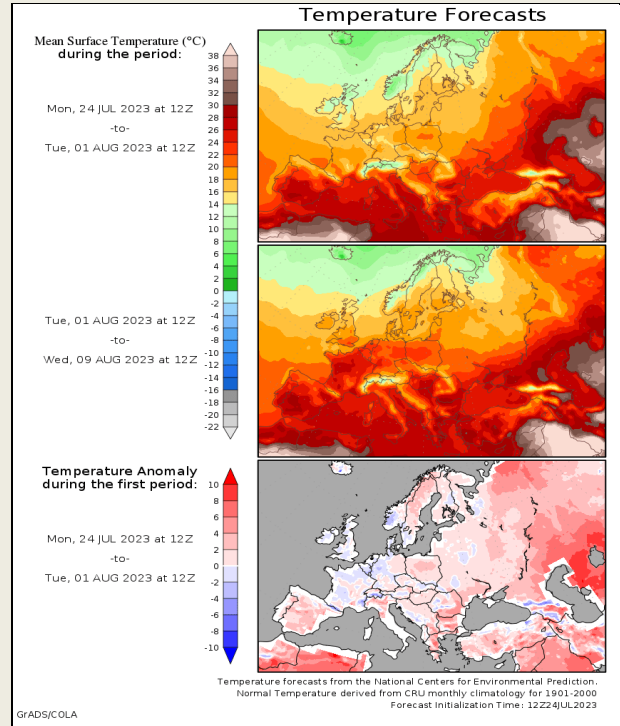 Temperature Forecasts
Mean Surface Temperature (°C)
during the period:
Mon, 24 JUL 2023 at 12Z
-to-
Tue, 01 AUG 2023 at 12Z
38
36
34
32
30
28
26
24
22
20
18
16
14
12
10
8
6
4
2
0
-2
-4
-6
-8
-10
-12
-14
-16
-18
-20
-22
Tue, 01 AUG 2023 at 12Z
-to-
Wed, 09 AUG 2023 at 12Z
Temperature Anomaly
during the first period:
Mon, 24 JUL 2023 at 12Z
-to-
Tue, 01 AUG 2023 at 12Z
10
8
6
4
2
0
-2
-4
-6
-8
-10
Temperature forecasts from the National Centers for Environmental Prediction.
Normal Temperature derived from CRU monthly climatology for 1901-2000
Forecast Initialization Time: 12Z24JUL2023
GrADS/COLA